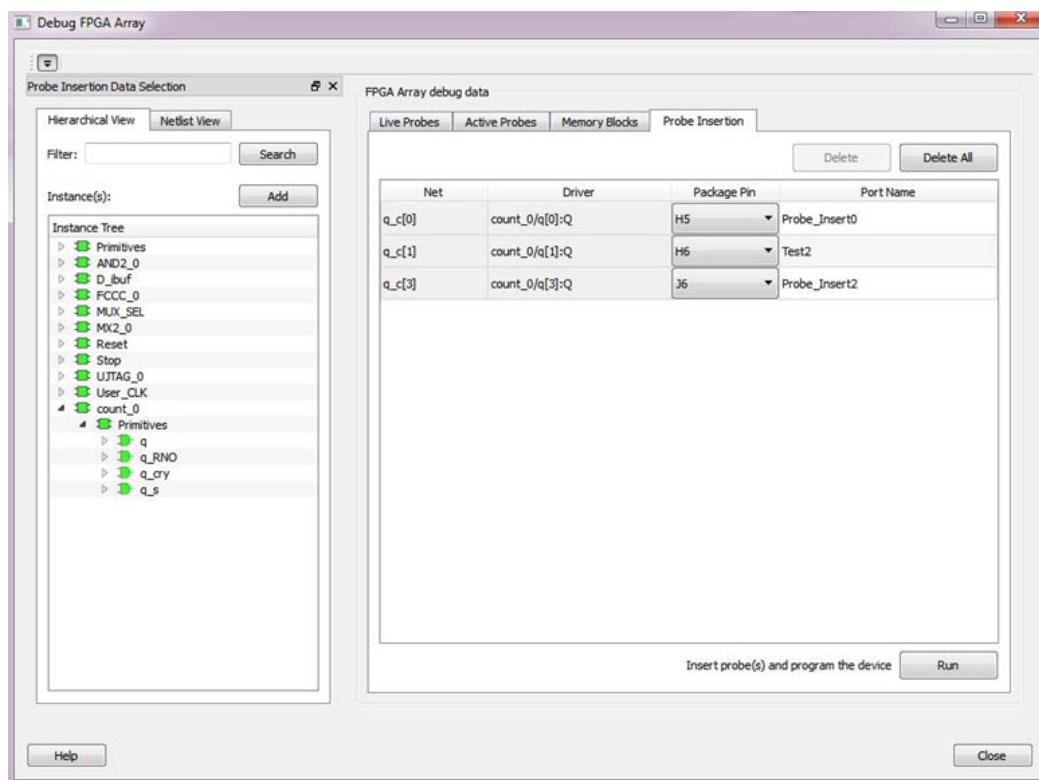 Debug FPGA Array
Probe Insertion Data Selection
Hierarchical View Netlist View
Filter: Search
Instance(s): Add
Instance Tree
Primitives
AND2_0
D_ibuf
FCCC_0
MUX_SEL
MX2_0
Reset
Stop
UJTAG_0
User_CLK
count_0
Primitives
q
q_RNO
q_cry
q_s
FPGA Array debug data
Live Probes Active Probes Memory Blocks Probe Insertion
Delete Delete All
Net Driver Package Pin Port Name
q_c[0] count_0/q[0]:Q H5 Probe_Insert0
q_c[1] count_0/q[1]:Q H6 Test2
q_c[3] count_0/q[3]:Q J6 Probe_Insert2
Insert probe(s) and program the device Run
Help Close